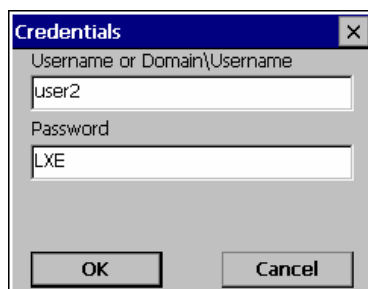 Credentials
Username or Domain\Username
user2
Password
LXE
OK Cancel